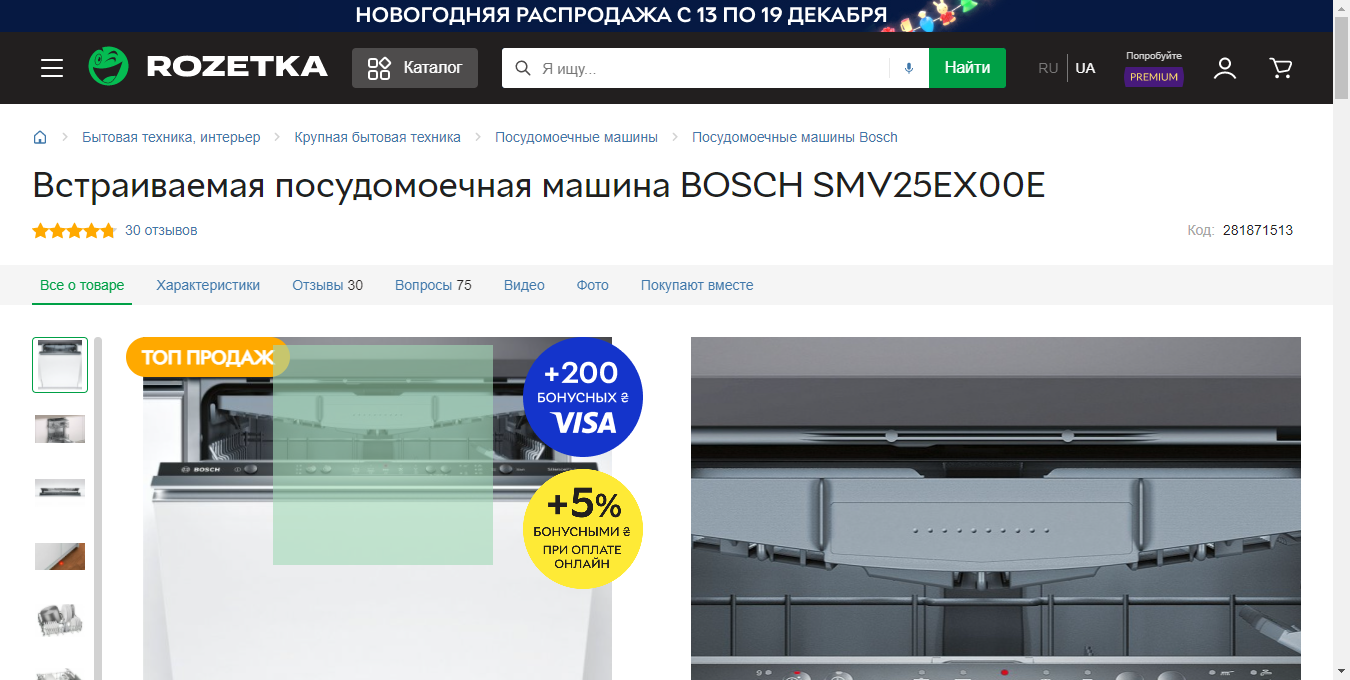 НОВОГОДНЯЯ РАСПРОДАЖА С 13 ПО 19 ДЕКАБРЯ
ROZETKA
Каталог
Я ищу...
Найти
RU
UA
Попробуйте
PREMIUM
Бытовая техника, интерьер
Крупная бытовая техника
Посудомоечные машины
Посудомоечные машины Bosch
Встраиваемая посудомоечная машина BOSCH SMV25EX00E
30 отзывов
Код: 281871513
Все о товаре
Характеристики
Отзывы 30
Вопросы 75
Видео
Фото
Покупают вместе
ТОП ПРОДАЖ
+200
БОНУСНЫХ ₴
VISA
BOSCH
+5%
БОНУСНЫМИ ₴
ПРИ ОПЛАТЕ
ОНЛАЙН